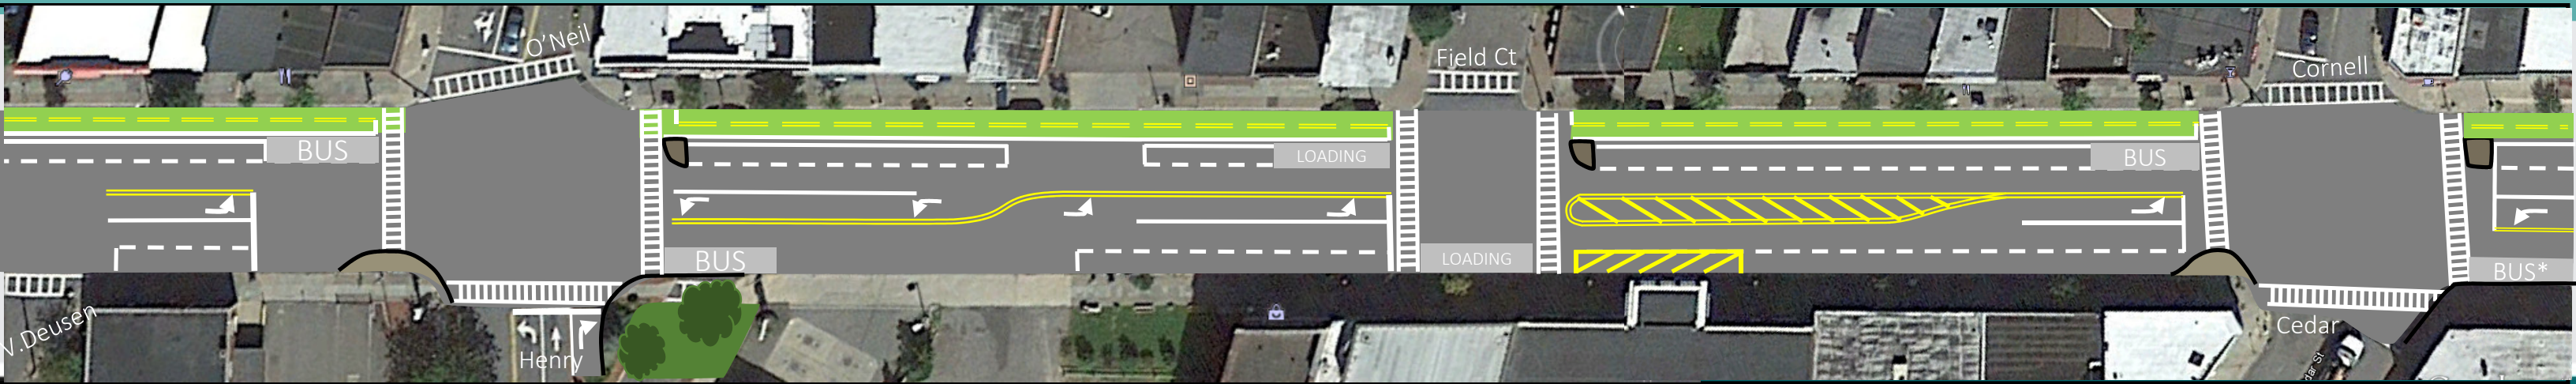 O'Neil
Field Ct
Cornell
BUS
LOADING
BUS
BUS
LOADING
BUS*
V.Deusen
Henry
Cedar